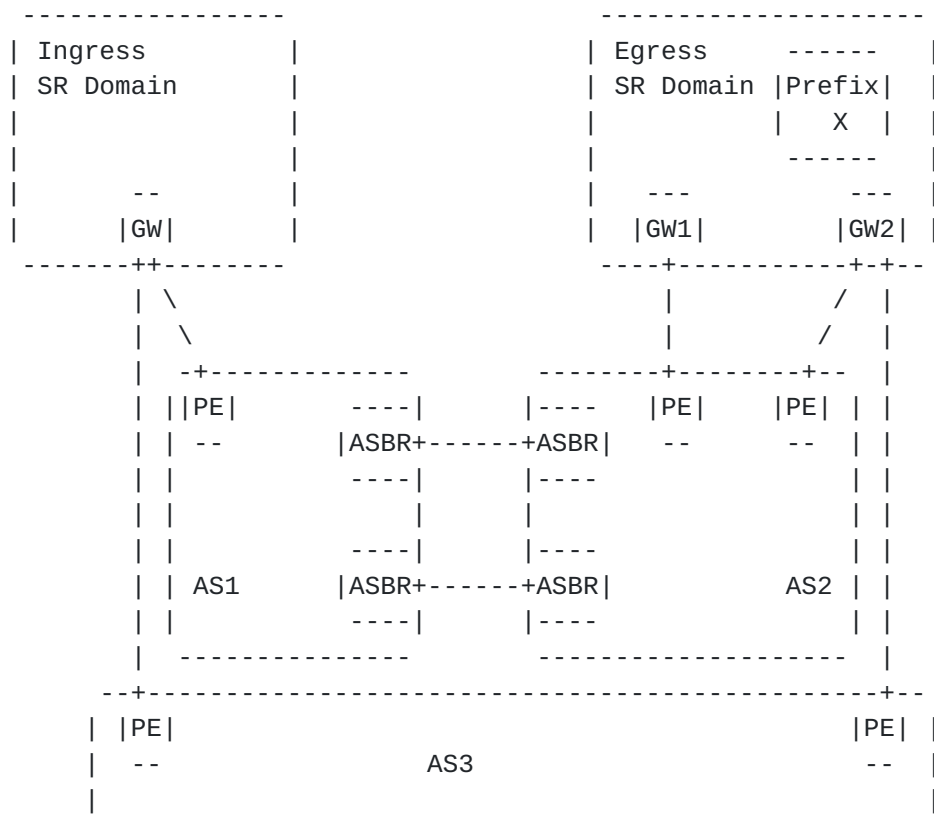 Ingress Egress
SR Domain SR Domain Prefix
X
GW GW1 GW2
PE PE PE
ASBR ASBR
AS1 ASBR ASBR AS2
PE PE
AS3